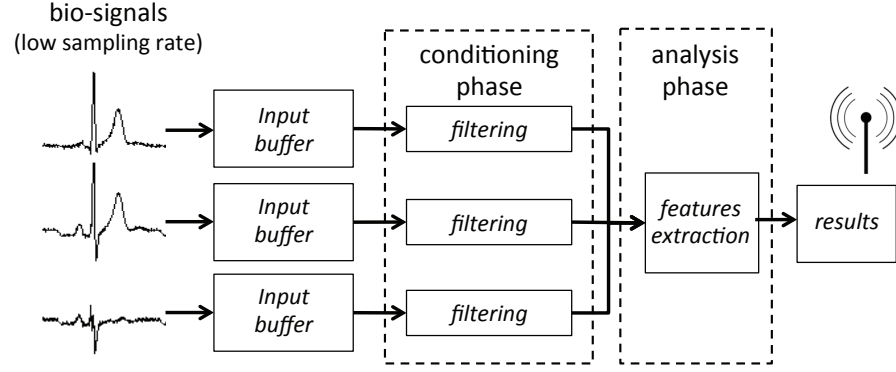 bio-signals
(low sampling rate)
conditioning
phase
analysis
phase
Input
buffer
filtering
Input
buffer
filtering
features
extraction
results
Input
buffer
filtering